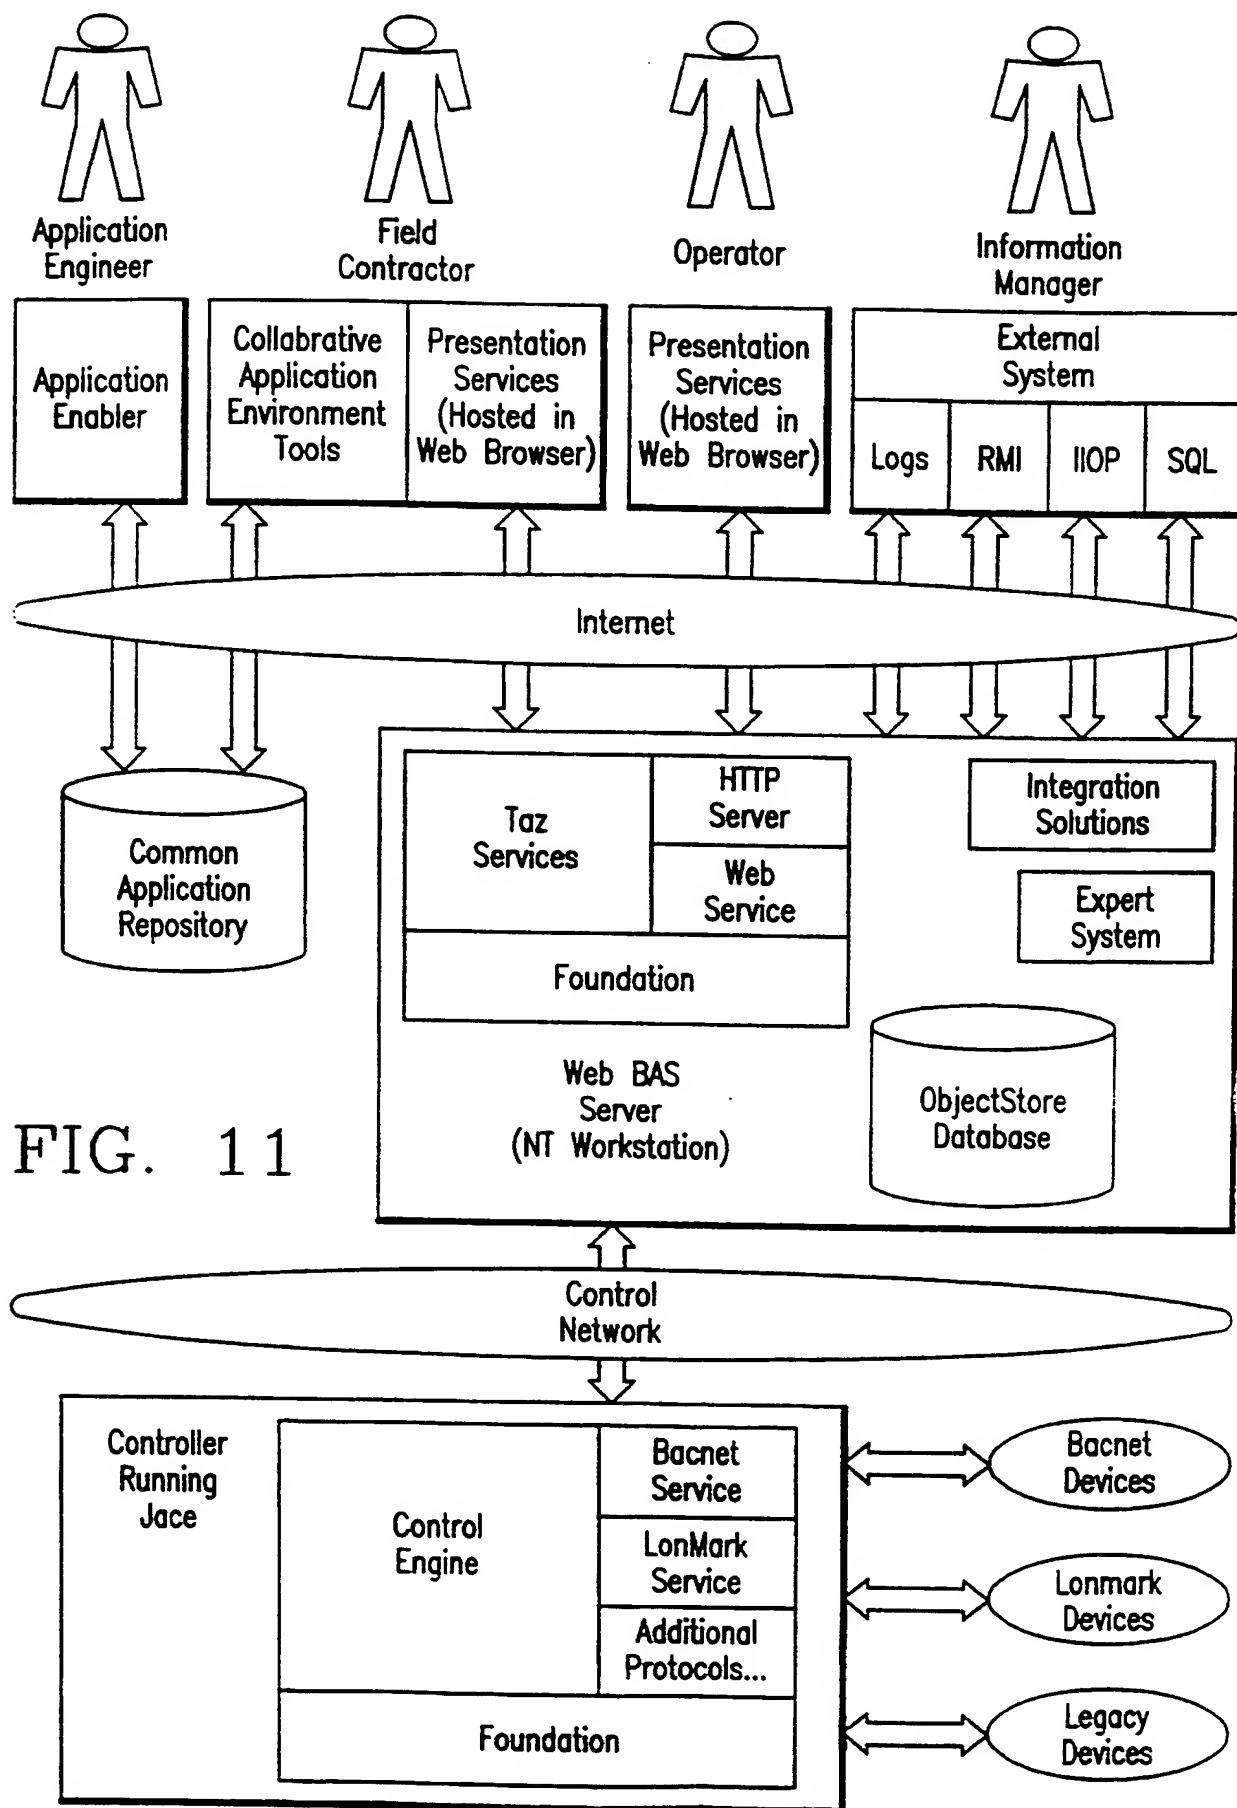 Application
Engineer
Field
Contractor
Operator
Information
Manager
Application
Enabler
Collabrative
Application
Environment
Tools
Presentation
Services
(Hosted in
Web Browser)
Presentation
Services
(Hosted in
Web Browser)
External
System
Logs
RMI
IIOP
SQL
Internet
Common
Application
Repository
Taz
Services
HTTP
Server
Web
Service
Foundation
Integration
Solutions
Expert
System
Web BAS
Server
(NT Workstation)
ObjectStore
Database
FIG. 11
Control
Network
Controller
Running
Jace
Control
Engine
Bacnet
Service
LonMark
Service
Additional
Protocols...
Foundation
Bacnet
Devices
Lonmark
Devices
Legacy
Devices